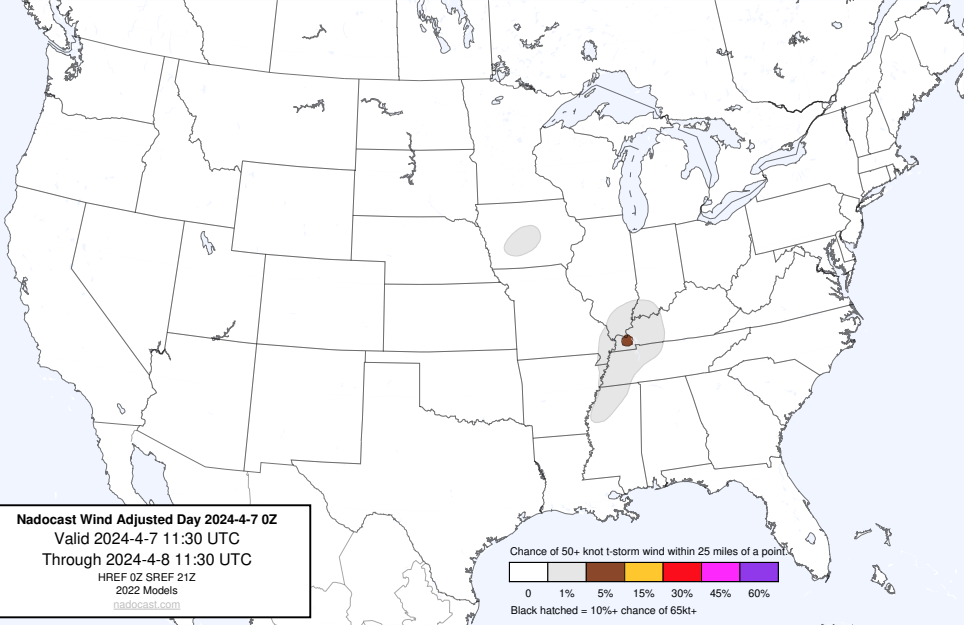 Nadocast Wind Adjusted Day 2024-4-7 0Z
Valid 2024-4-7 11:30 UTC
Through 2024-4-8 11:30 UTC
HREF 0Z SREF 21Z
2022 Models
nadocast.com
Chance of 50+ knot t-storm wind within 25 miles of a point.
0 1% 5% 15% 30% 45% 60%
Black hatched = 10%+ chance of 65kt+